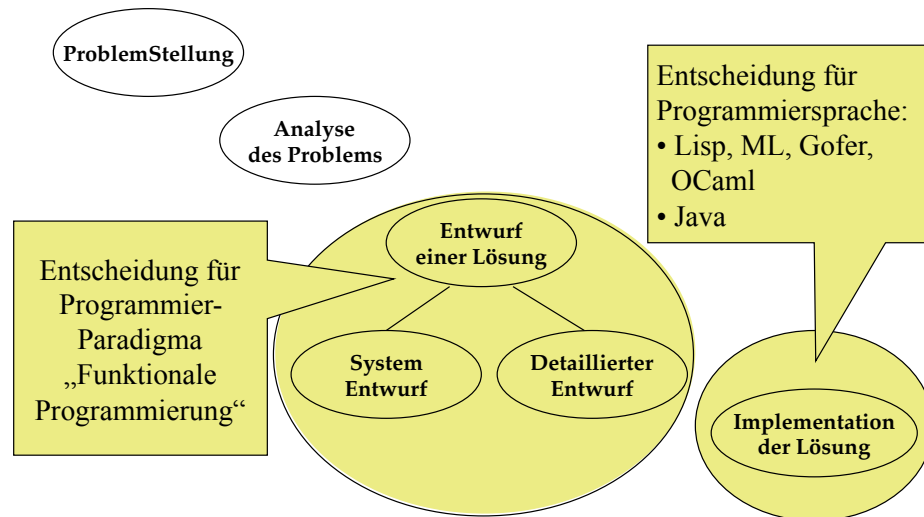 ProblemStellung
Analyse
des Problems
Entwurf
einer Lösung
System
Entwurf
Detaillierter
Entwurf
Entscheidung für
Programmier-
Paradigma
„Funktionale
Programmierung“
Entscheidung für
Programmiersprache:
• Lisp, ML, Gofer,
OCaml
• Java
Implementation
der Lösung